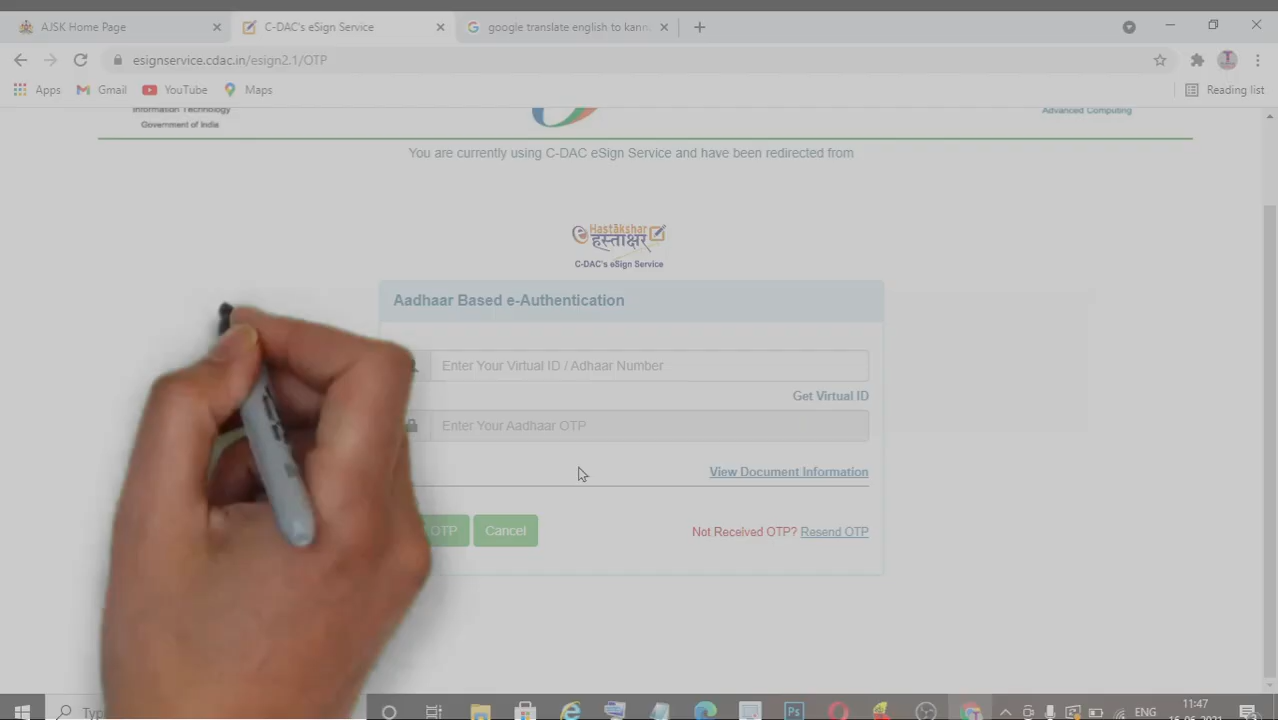 AJSK Home Page
C-DAC's eSign Service
google translate english to kann
esignservice.cdac.in/esign2.1/OTP
Apps
Gmail
YouTube
Maps
Reading list
Information Technology
Government of India
Advanced Computing
You are currently using C-DAC eSign Service and have been redirected from
e Hastākshar
हस्ताक्षर
C-DAC's eSign Service
Aadhaar Based e-Authentication
Enter Your Virtual ID / Adhaar Number
Get Virtual ID
Enter Your Aadhaar OTP
View Document Information
OTP
Cancel
Not Received OTP? Resend OTP
Typ
ENG
11:47
16-06-2021